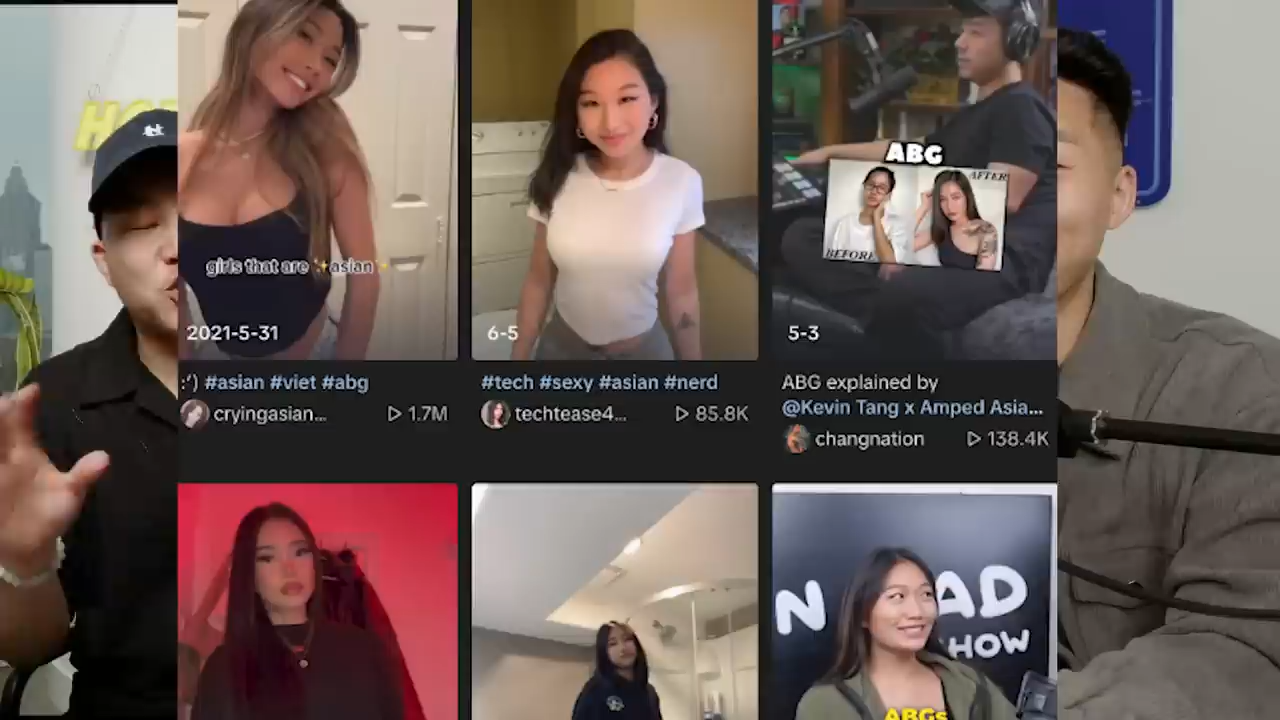 ABG
AFTER
BEFORE
girls that are ✨asian✨
2021-5-31
6-5
5-3
:') #asian #viet #abg
cryingasian...
1.7M
#tech #sexy #asian #nerd
techtease4...
85.8K
ABG explained by
@Kevin Tang x Amped Asia...
changnation
138.4K
N AD
SHOW
ABGs